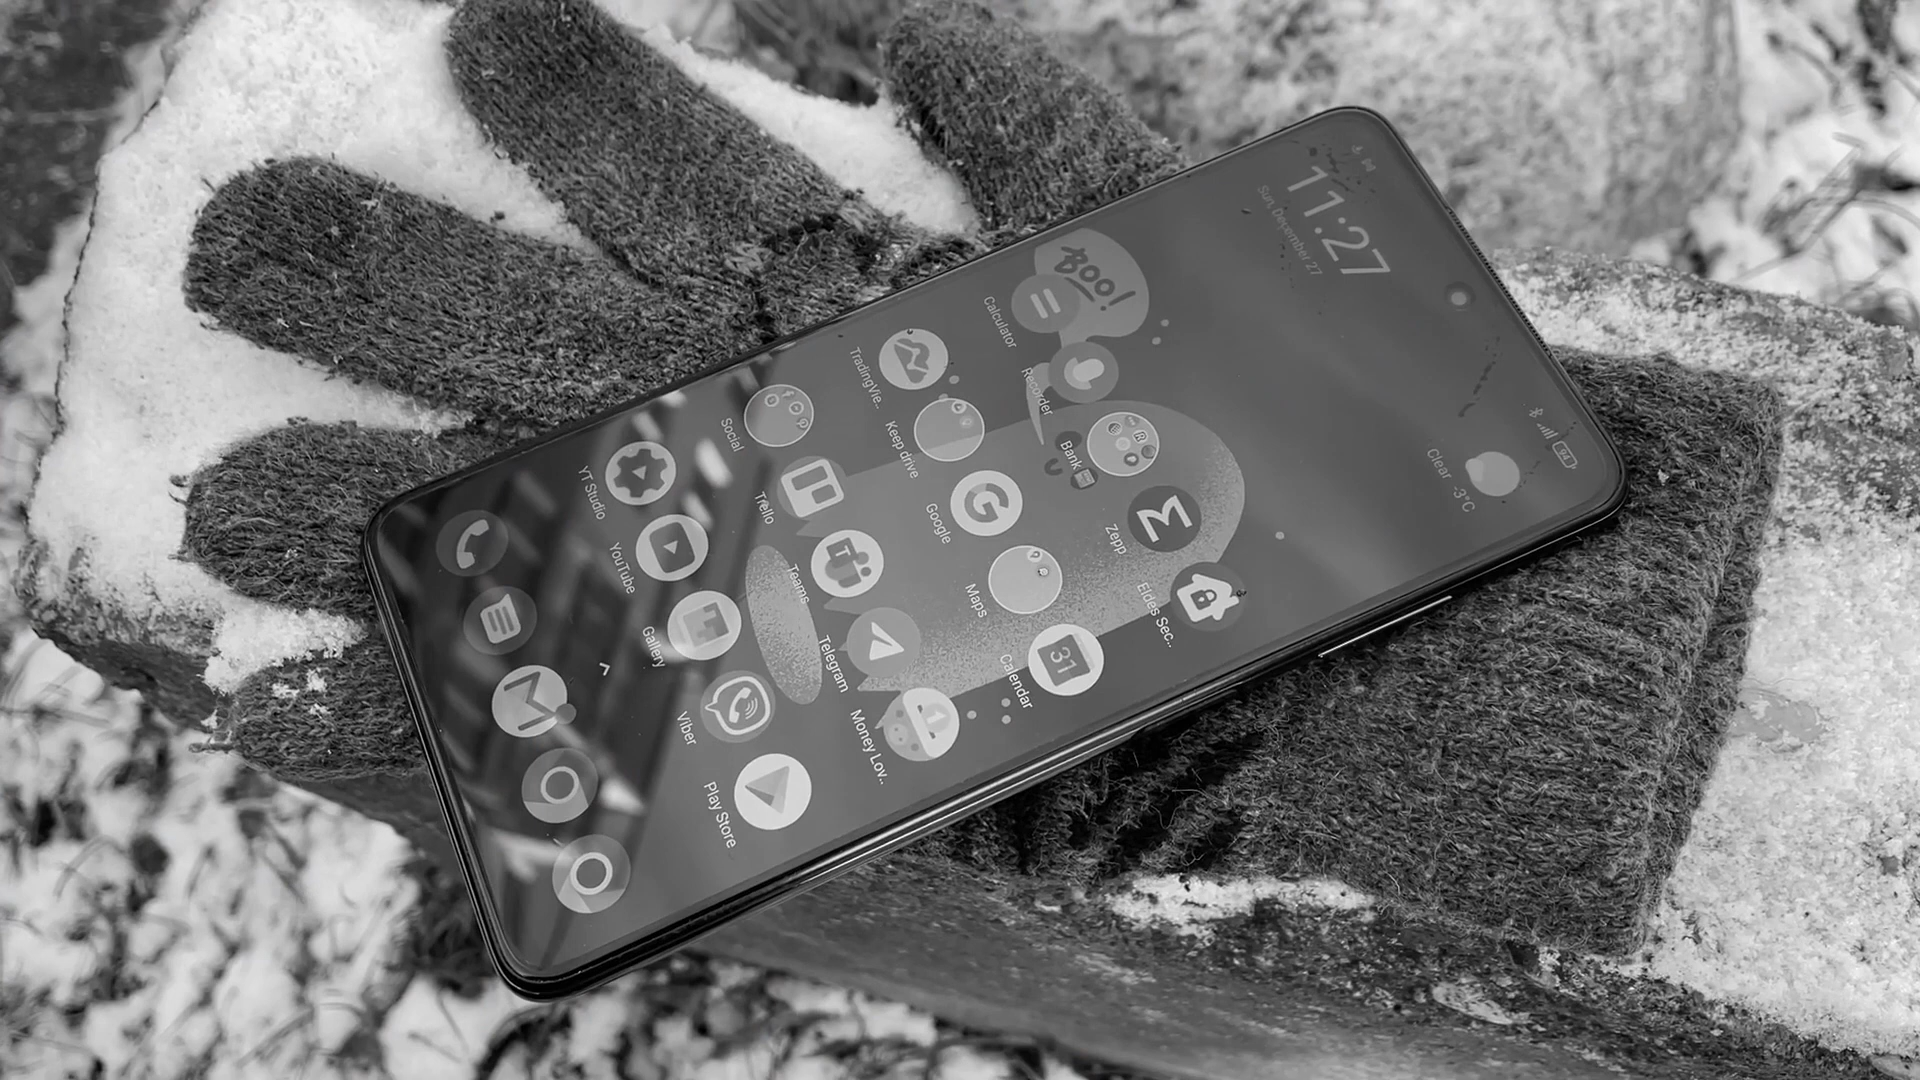 11:27
Sun, December 27
Clear -3°C
94
Boo!
Calculator
Recorder
Bank
Zepp
Eldes Sec..
TradingVie..
Keep drive
Google
Maps
Calendar
31
Social
Trello
Teams
Telegram
Money Lov..
YT Studio
YouTube
Gallery
Viber
Play Store